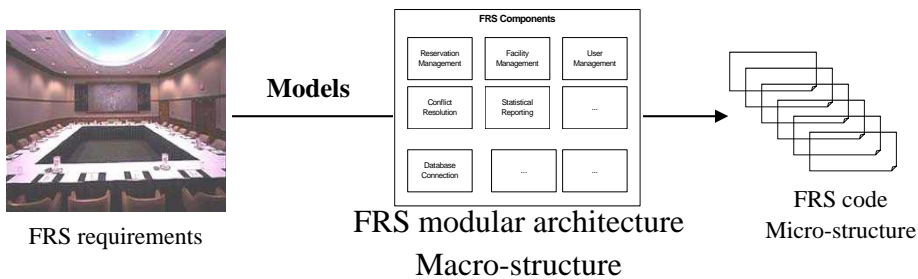 FRS Components
Reservation
Management
Facility
Management
User
Management
Models
Conflict
Resolution
Statistical
Reporting
...
Database
Connection
...
...
FRS requirements
FRS modular architecture
Macro-structure
FRS code
Micro-structure